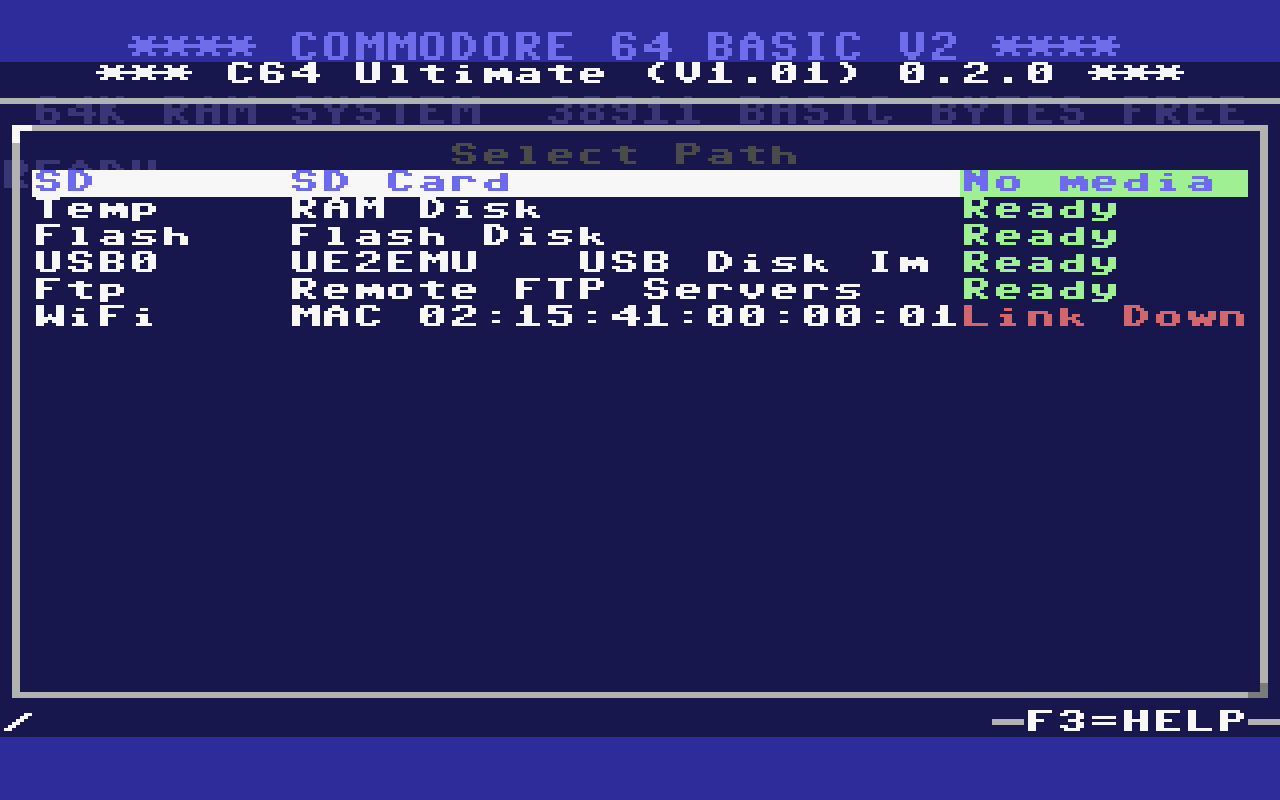 **** COMMODORE 64 BASIC V2 ****
*** C64 Ultimate (V1.01) 0.2.0 ***
64K RAM SYSTEM  38911 BASIC BYTES FREE
Select Path
READY
SD SD Card No media
Temp RAM Disk Ready
Flash Flash Disk Ready
USB0 UE2EMU USB Disk Im Ready
Ftp Remote FTP Servers Ready
WiFi MAC 02:15:41:00:00:01 Link Down
/ F3=HELP